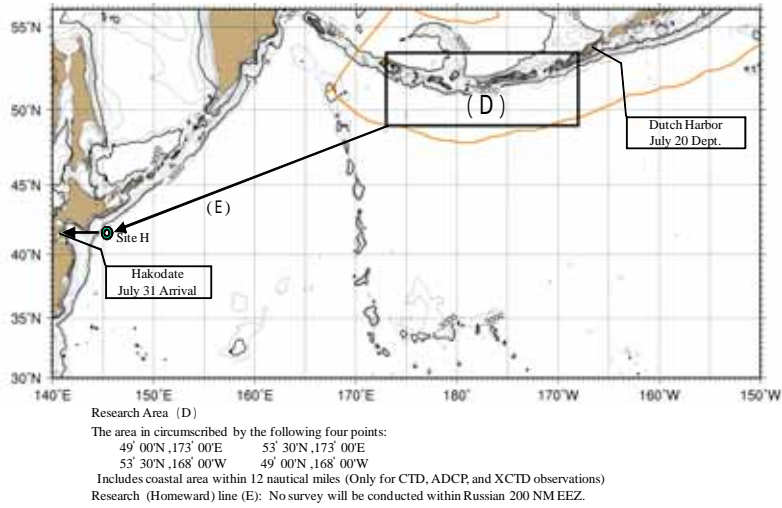 55°N
50°N
45°N
40°N
35°N
30°N
140°E 150°E 160°E 170°E 180° 170°W 160°W 150°W
(D)
Dutch Harbor
July 20 Dept.
(E)
Site H
Hakodate
July 31 Arrival
Research Area (D)
The area in circumscribed by the following four points:
49° 00'N ,173° 00'E 53° 30'N ,173° 00'E
53° 30'N ,168° 00'W 49° 00'N ,168° 00'W
Includes coastal area within 12 nautical miles (Only for CTD, ADCP, and XCTD observations)
Research (Homeward) line (E): No survey will be conducted within Russian 200 NM EEZ.